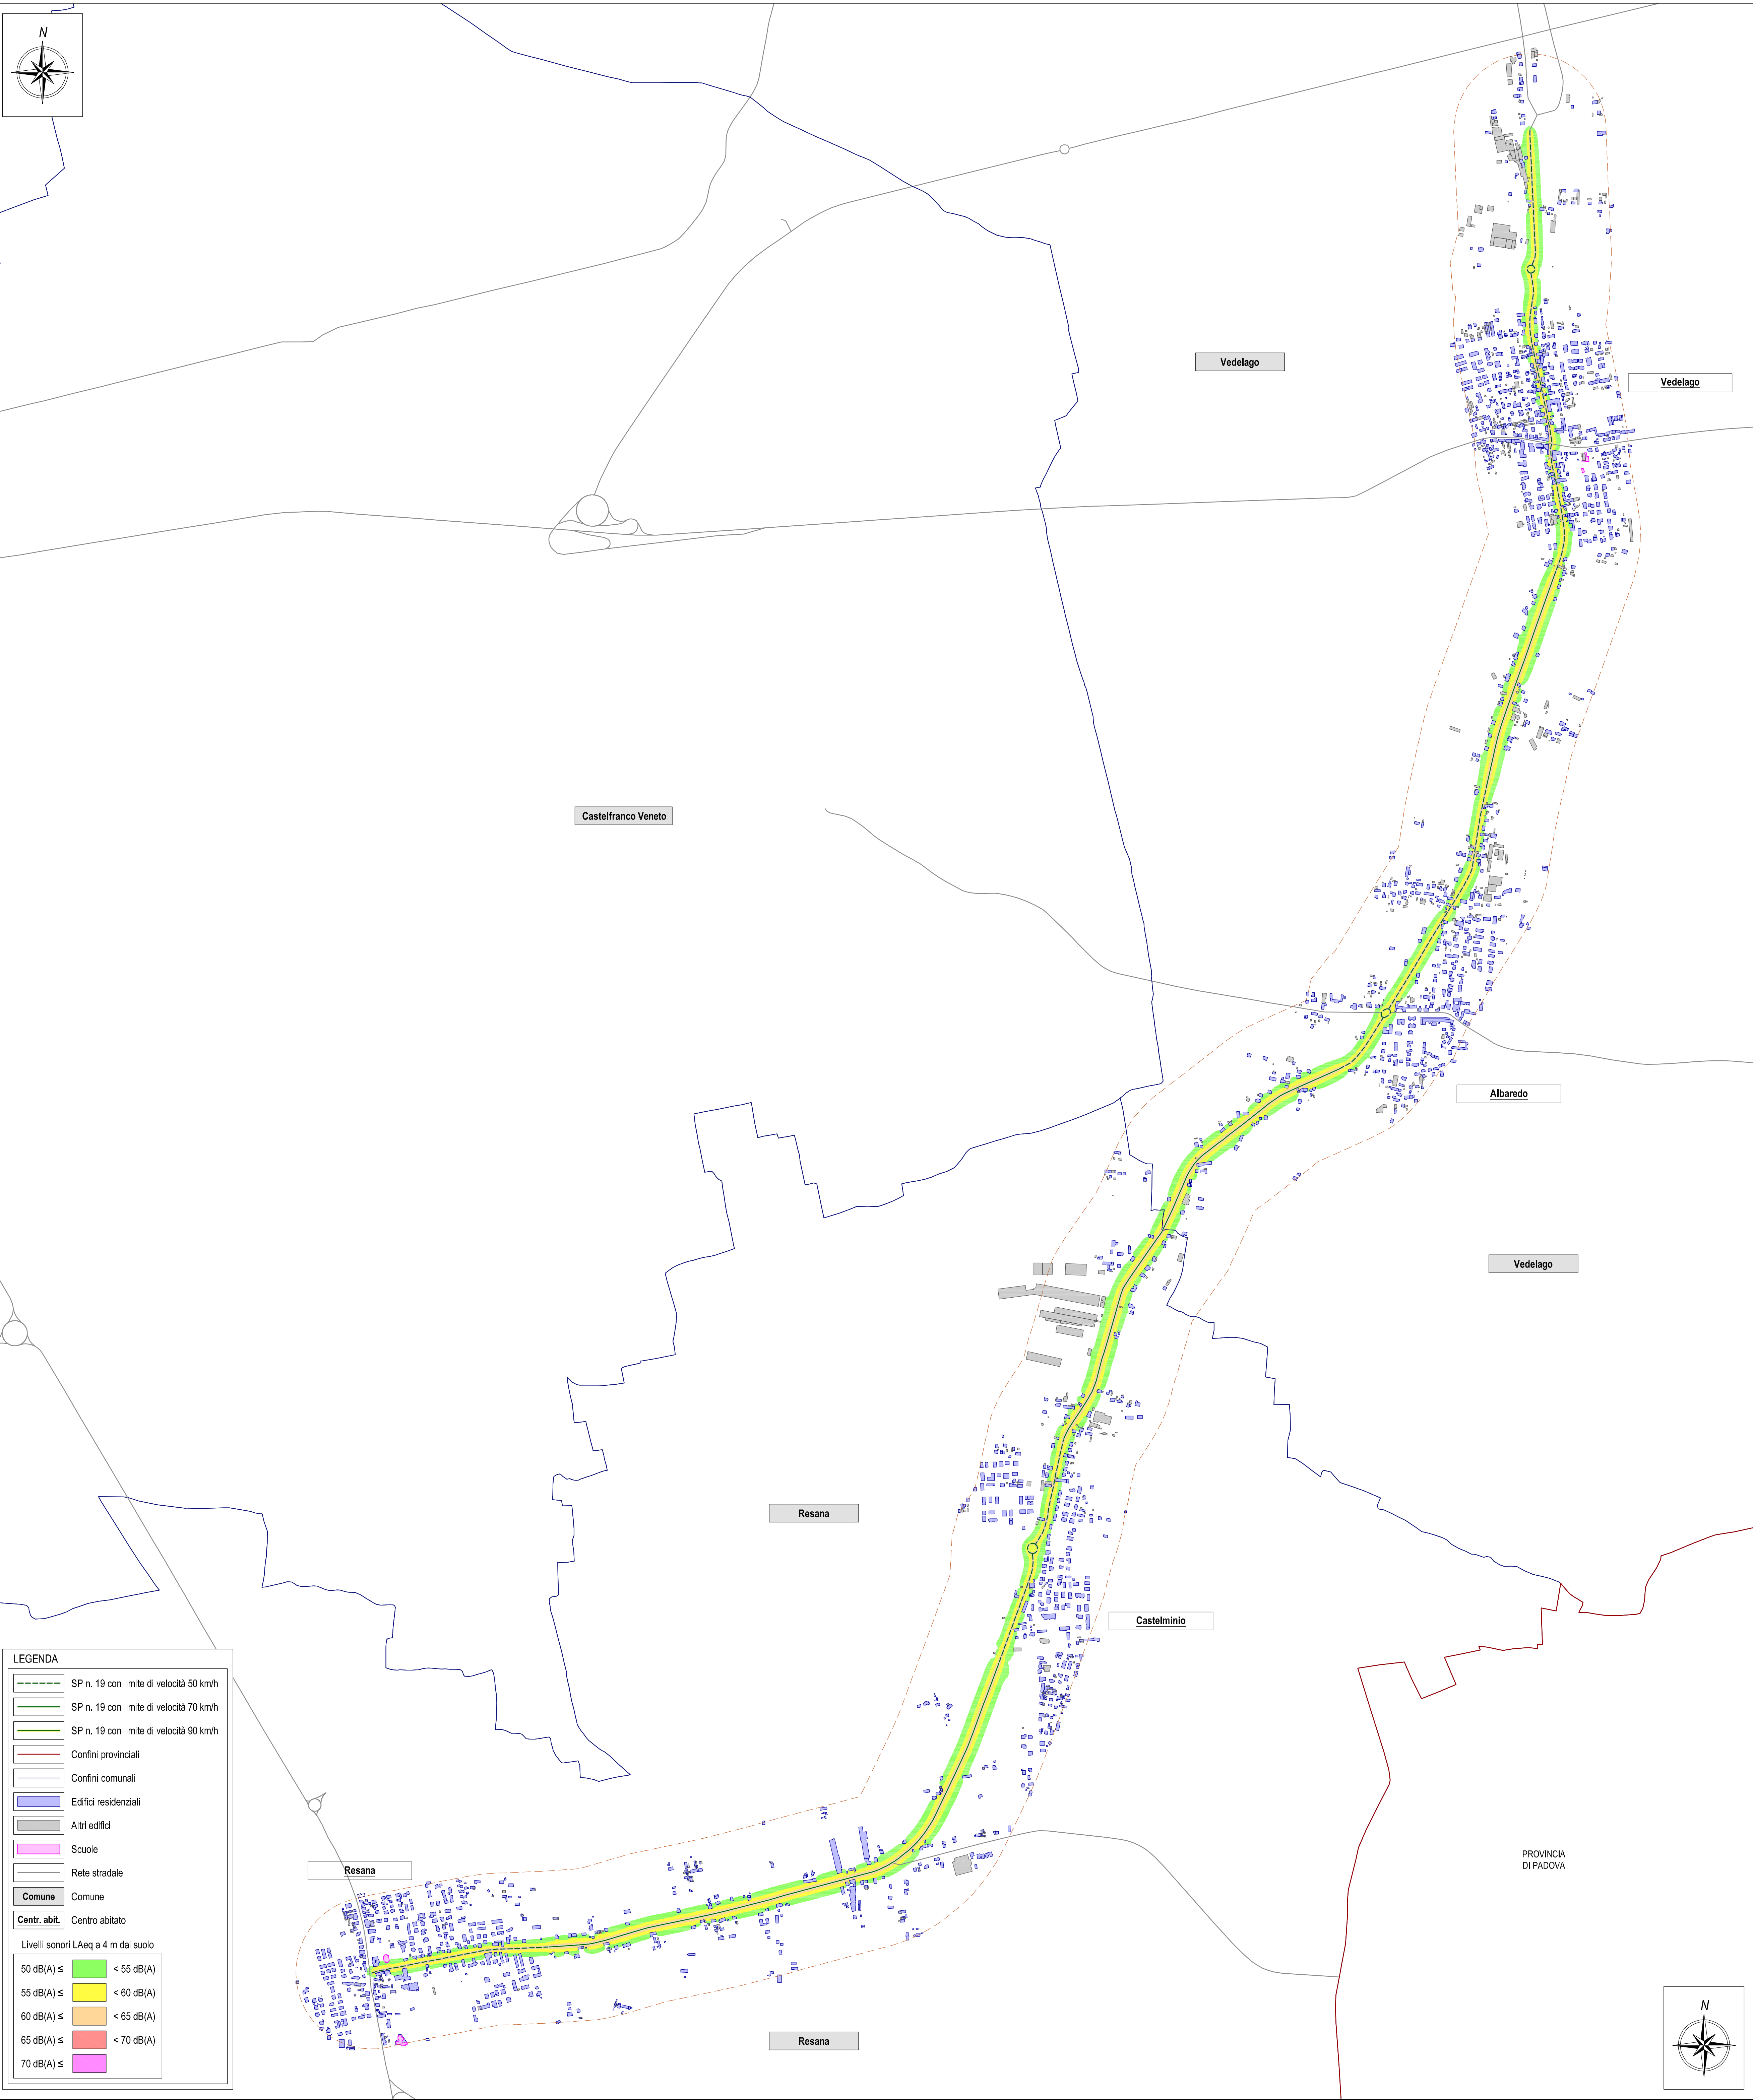 N
Vedelago
Vedelago
Castelfranco Veneto
Albaredo
Vedelago
Resana
Castelminio
LEGENDA
SP n. 19 con limite di velocità 50 km/h
SP n. 19 con limite di velocità 70 km/h
SP n. 19 con limite di velocità 90 km/h
Confini provinciali
Confini comunali
Edifici residenziali
Altri edifici
Scuole
Rete stradale
Comune Comune
Centr. abit. Centro abitato
Livelli sonori LAeq a 4 m dal suolo
50 dB(A) ≤ < 55 dB(A)
55 dB(A) ≤ < 60 dB(A)
60 dB(A) ≤ < 65 dB(A)
65 dB(A) ≤ < 70 dB(A)
70 dB(A) ≤
Resana
PROVINCIA
DI PADOVA
Resana
N